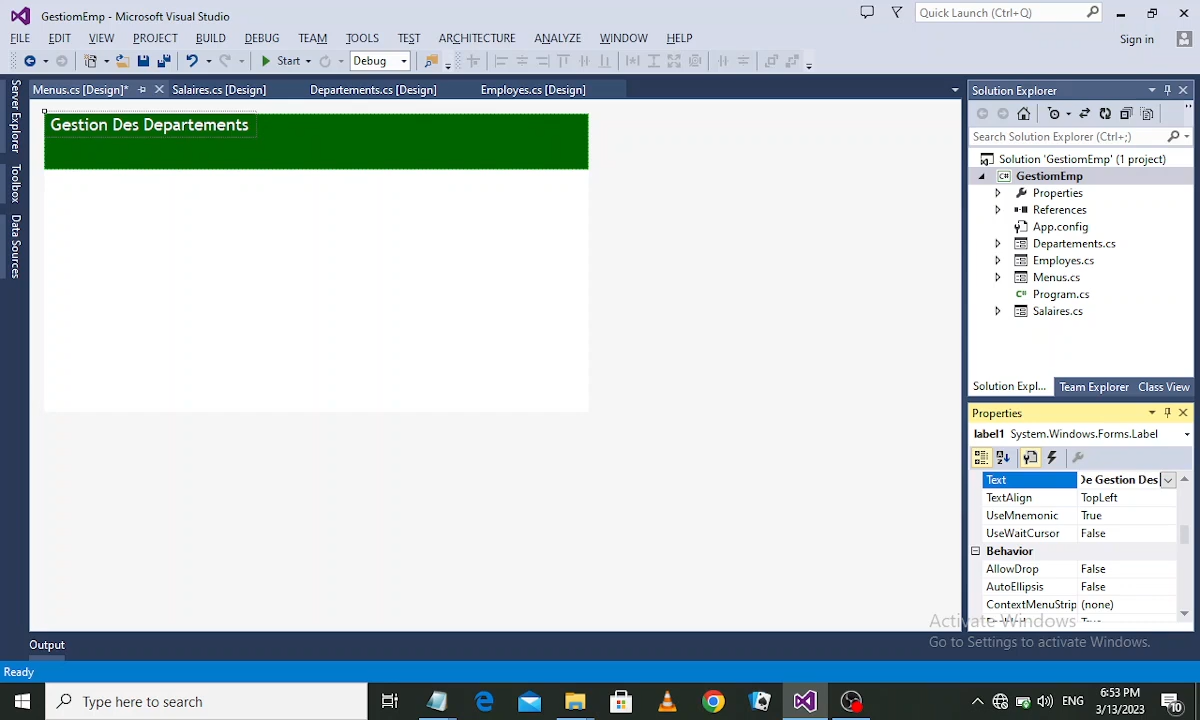 GestiomEmp - Microsoft Visual Studio
Quick Launch (Ctrl+Q)
FILE EDIT VIEW PROJECT BUILD DEBUG TEAM TOOLS TEST ARCHITECTURE ANALYZE WINDOW HELP
Sign in
Start
Debug
Menus.cs [Design]* Salaires.cs [Design] Departements.cs [Design] Employes.cs [Design]
Server Explorer
Toolbox
Data Sources
Gestion Des Departements
Solution Explorer
Search Solution Explorer (Ctrl+;)
Solution 'GestiomEmp' (1 project)
GestiomEmp
Properties
References
App.config
Departements.cs
Employes.cs
Menus.cs
Program.cs
Salaires.cs
Solution Expl... Team Explorer Class View
Properties
label1 System.Windows.Forms.Label
Text De Gestion Des
TextAlign TopLeft
UseMnemonic True
UseWaitCursor False
Behavior
AllowDrop False
AutoEllipsis False
ContextMenuStrip (none)
Activate Windows
Go to Settings to activate Windows.
Output
Ready
Type here to search
ENG
6:53 PM
3/13/2023
10